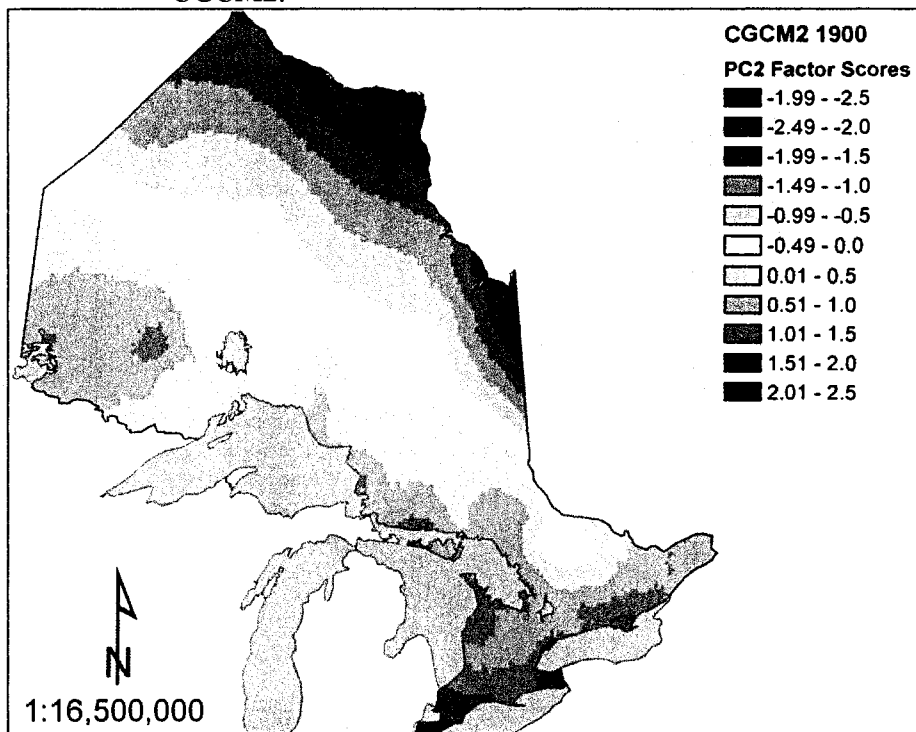 CGCM2.
CGCM2 1900
PC2 Factor Scores
-1.99 - -2.5
-2.49 - -2.0
-1.99 - -1.5
-1.49 - -1.0
-0.99 - -0.5
-0.49 - 0.0
0.01 - 0.5
0.51 - 1.0
1.01 - 1.5
1.51 - 2.0
2.01 - 2.5
N
1:16,500,000